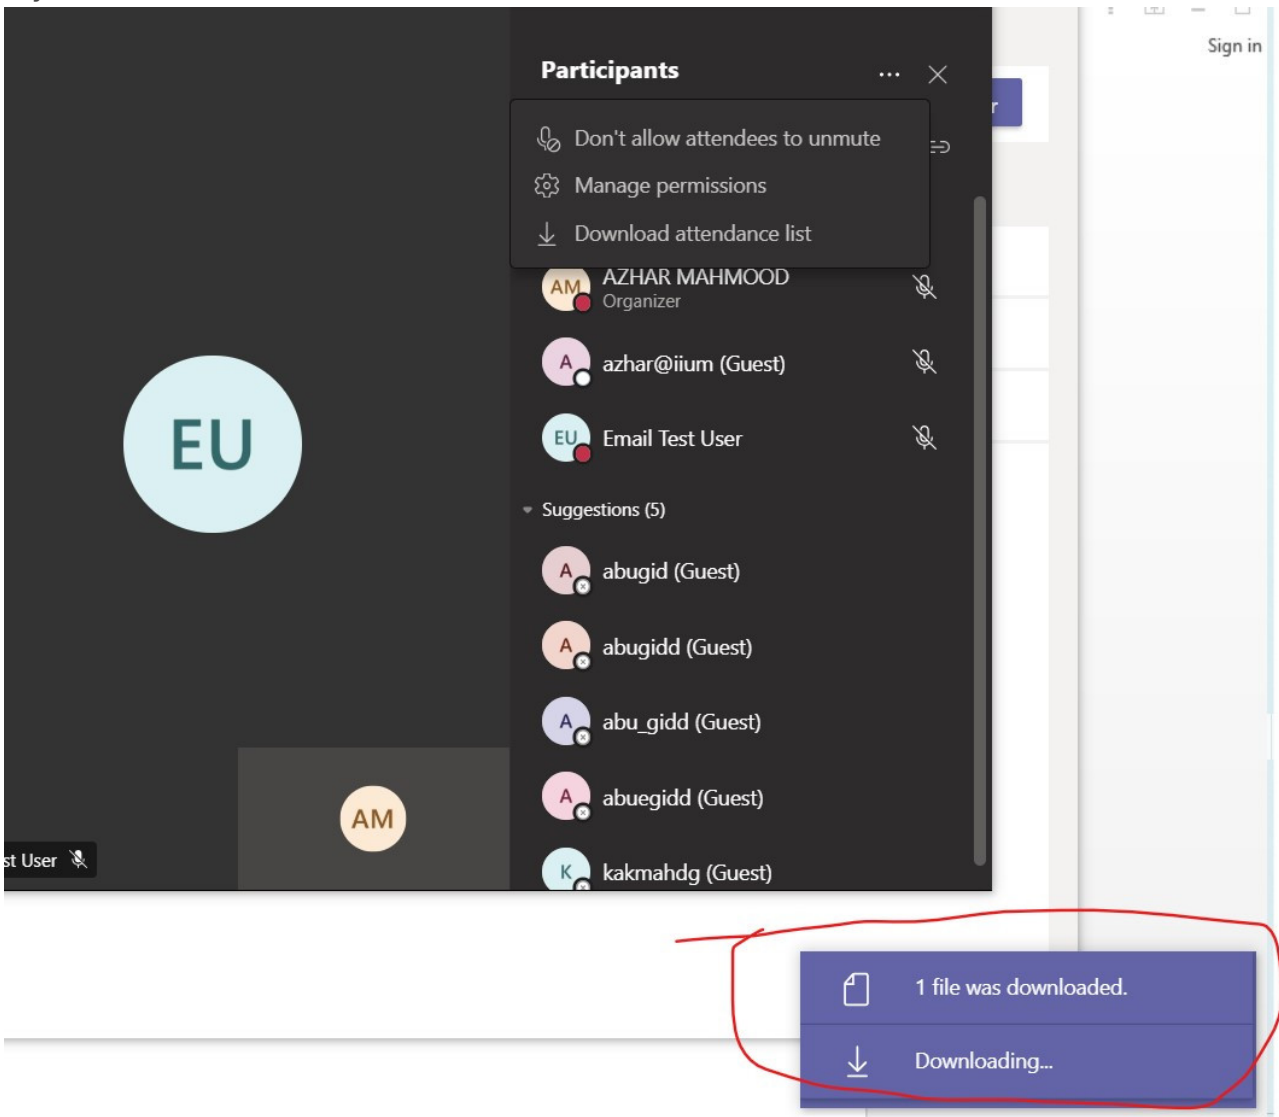 Sign in
Participants
r
Don't allow attendees to unmute
Manage permissions
Download attendance list
AM
AZHAR MAHMOOD
Organizer
A
azhar@iium (Guest)
EU
EU
Email Test User
Suggestions (5)
A
abugid (Guest)
A
abugidd (Guest)
A
abu_gidd (Guest)
A
abuegidd (Guest)
AM
st User
K
kakmahdg (Guest)
1 file was downloaded.
Downloading...